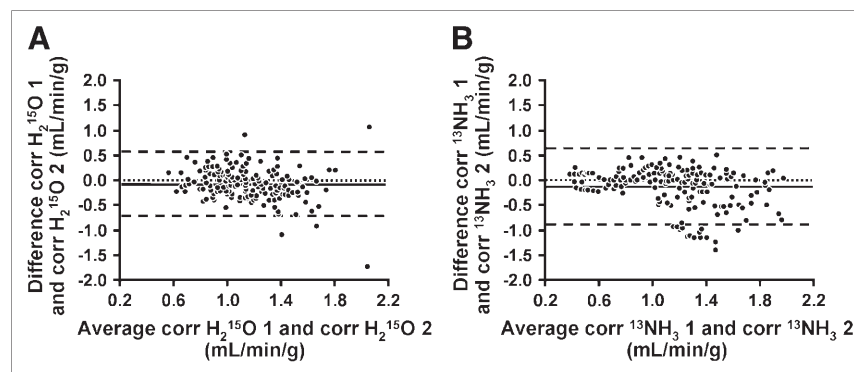 A
Difference corr H₂¹⁵O 1
and corr H₂¹⁵O 2 (mL/min/g)
2.0
1.5
1.0
0.5
0.0
-0.5
-1.0
-1.5
-2.0
0.2 0.6 1.0 1.4 1.8 2.2
Average corr H₂¹⁵O 1 and corr H₂¹⁵O 2
(mL/min/g)
B
Difference corr ¹³NH₃ 1
and corr ¹³NH₃ 2 (mL/min/g)
2.0
1.5
1.0
0.5
0.0
-0.5
-1.0
-1.5
-2.0
0.2 0.6 1.0 1.4 1.8 2.2
Average corr ¹³NH₃ 1 and corr ¹³NH₃ 2
(mL/min/g)